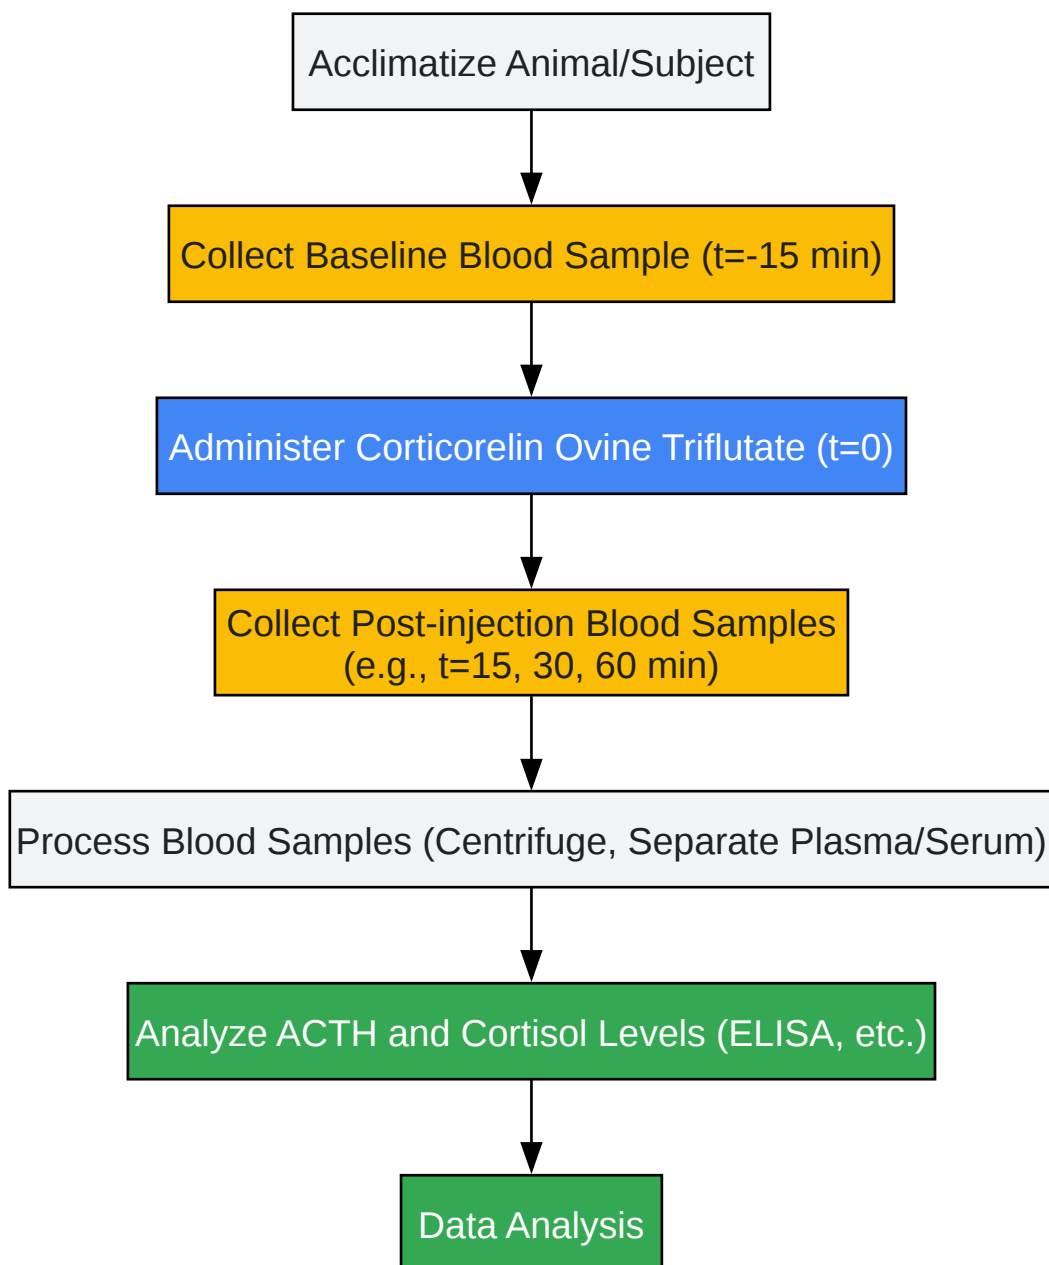 Acclimatize Animal/Subject
Collect Baseline Blood Sample (t=-15 min)
Administer Corticorelin Ovine Triflutate (t=0)
Collect Post-injection Blood Samples
(e.g., t=15, 30, 60 min)
Process Blood Samples (Centrifuge, Separate Plasma/Serum)
Analyze ACTH and Cortisol Levels (ELISA, etc.)
Data Analysis